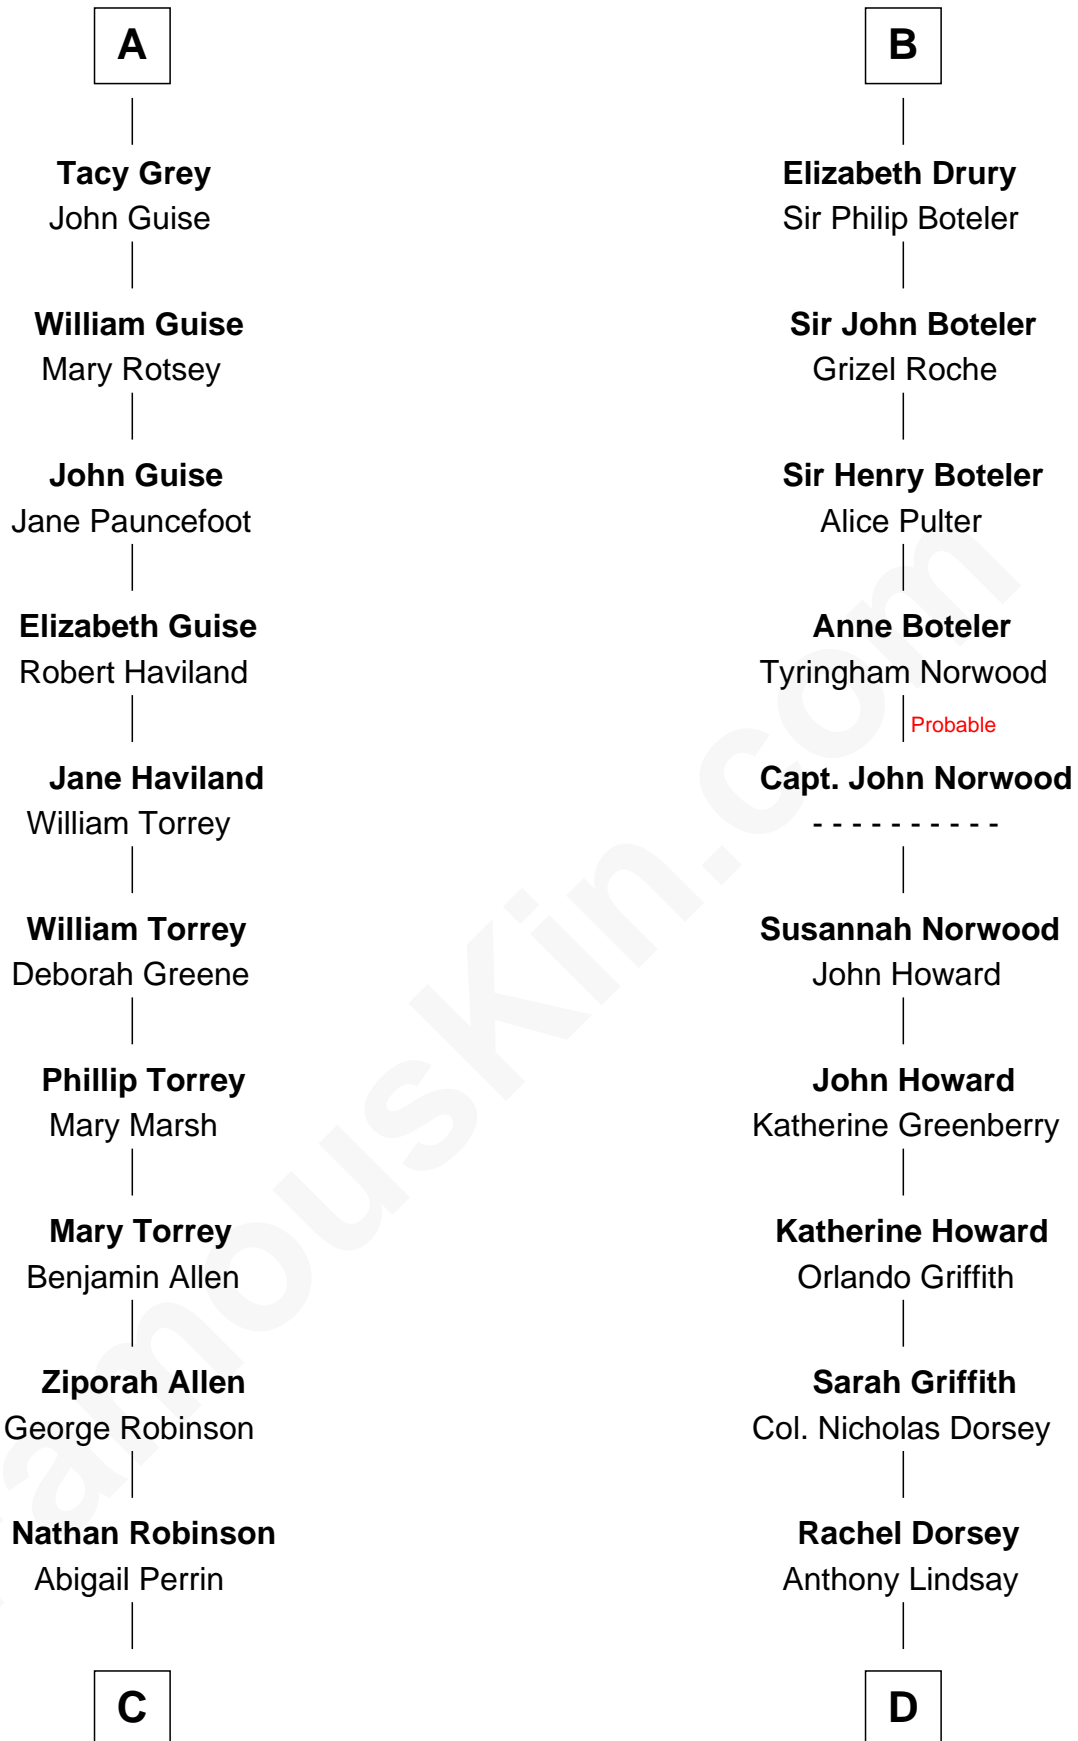 A
Tacy Grey
John Guise
William Guise
Mary Rotsey
John Guise
Jane Pauncefoot
Elizabeth Guise
Robert Haviland
Jane Haviland
William Torrey
William Torrey
Deborah Greene
Phillip Torrey
Mary Marsh
Mary Torrey
Benjamin Allen
Ziporah Allen
George Robinson
Nathan Robinson
Abigail Perrin
C
B
Elizabeth Drury
Sir Philip Boteler
Sir John Boteler
Grizel Roche
Sir Henry Boteler
Alice Pulter
Anne Boteler
Tyringham Norwood
Probable
Capt. John Norwood
- - - - - - - - - -
Susannah Norwood
John Howard
John Howard
Katherine Greenberry
Katherine Howard
Orlando Griffith
Sarah Griffith
Col. Nicholas Dorsey
Rachel Dorsey
Anthony Lindsay
D
FamousKin.com